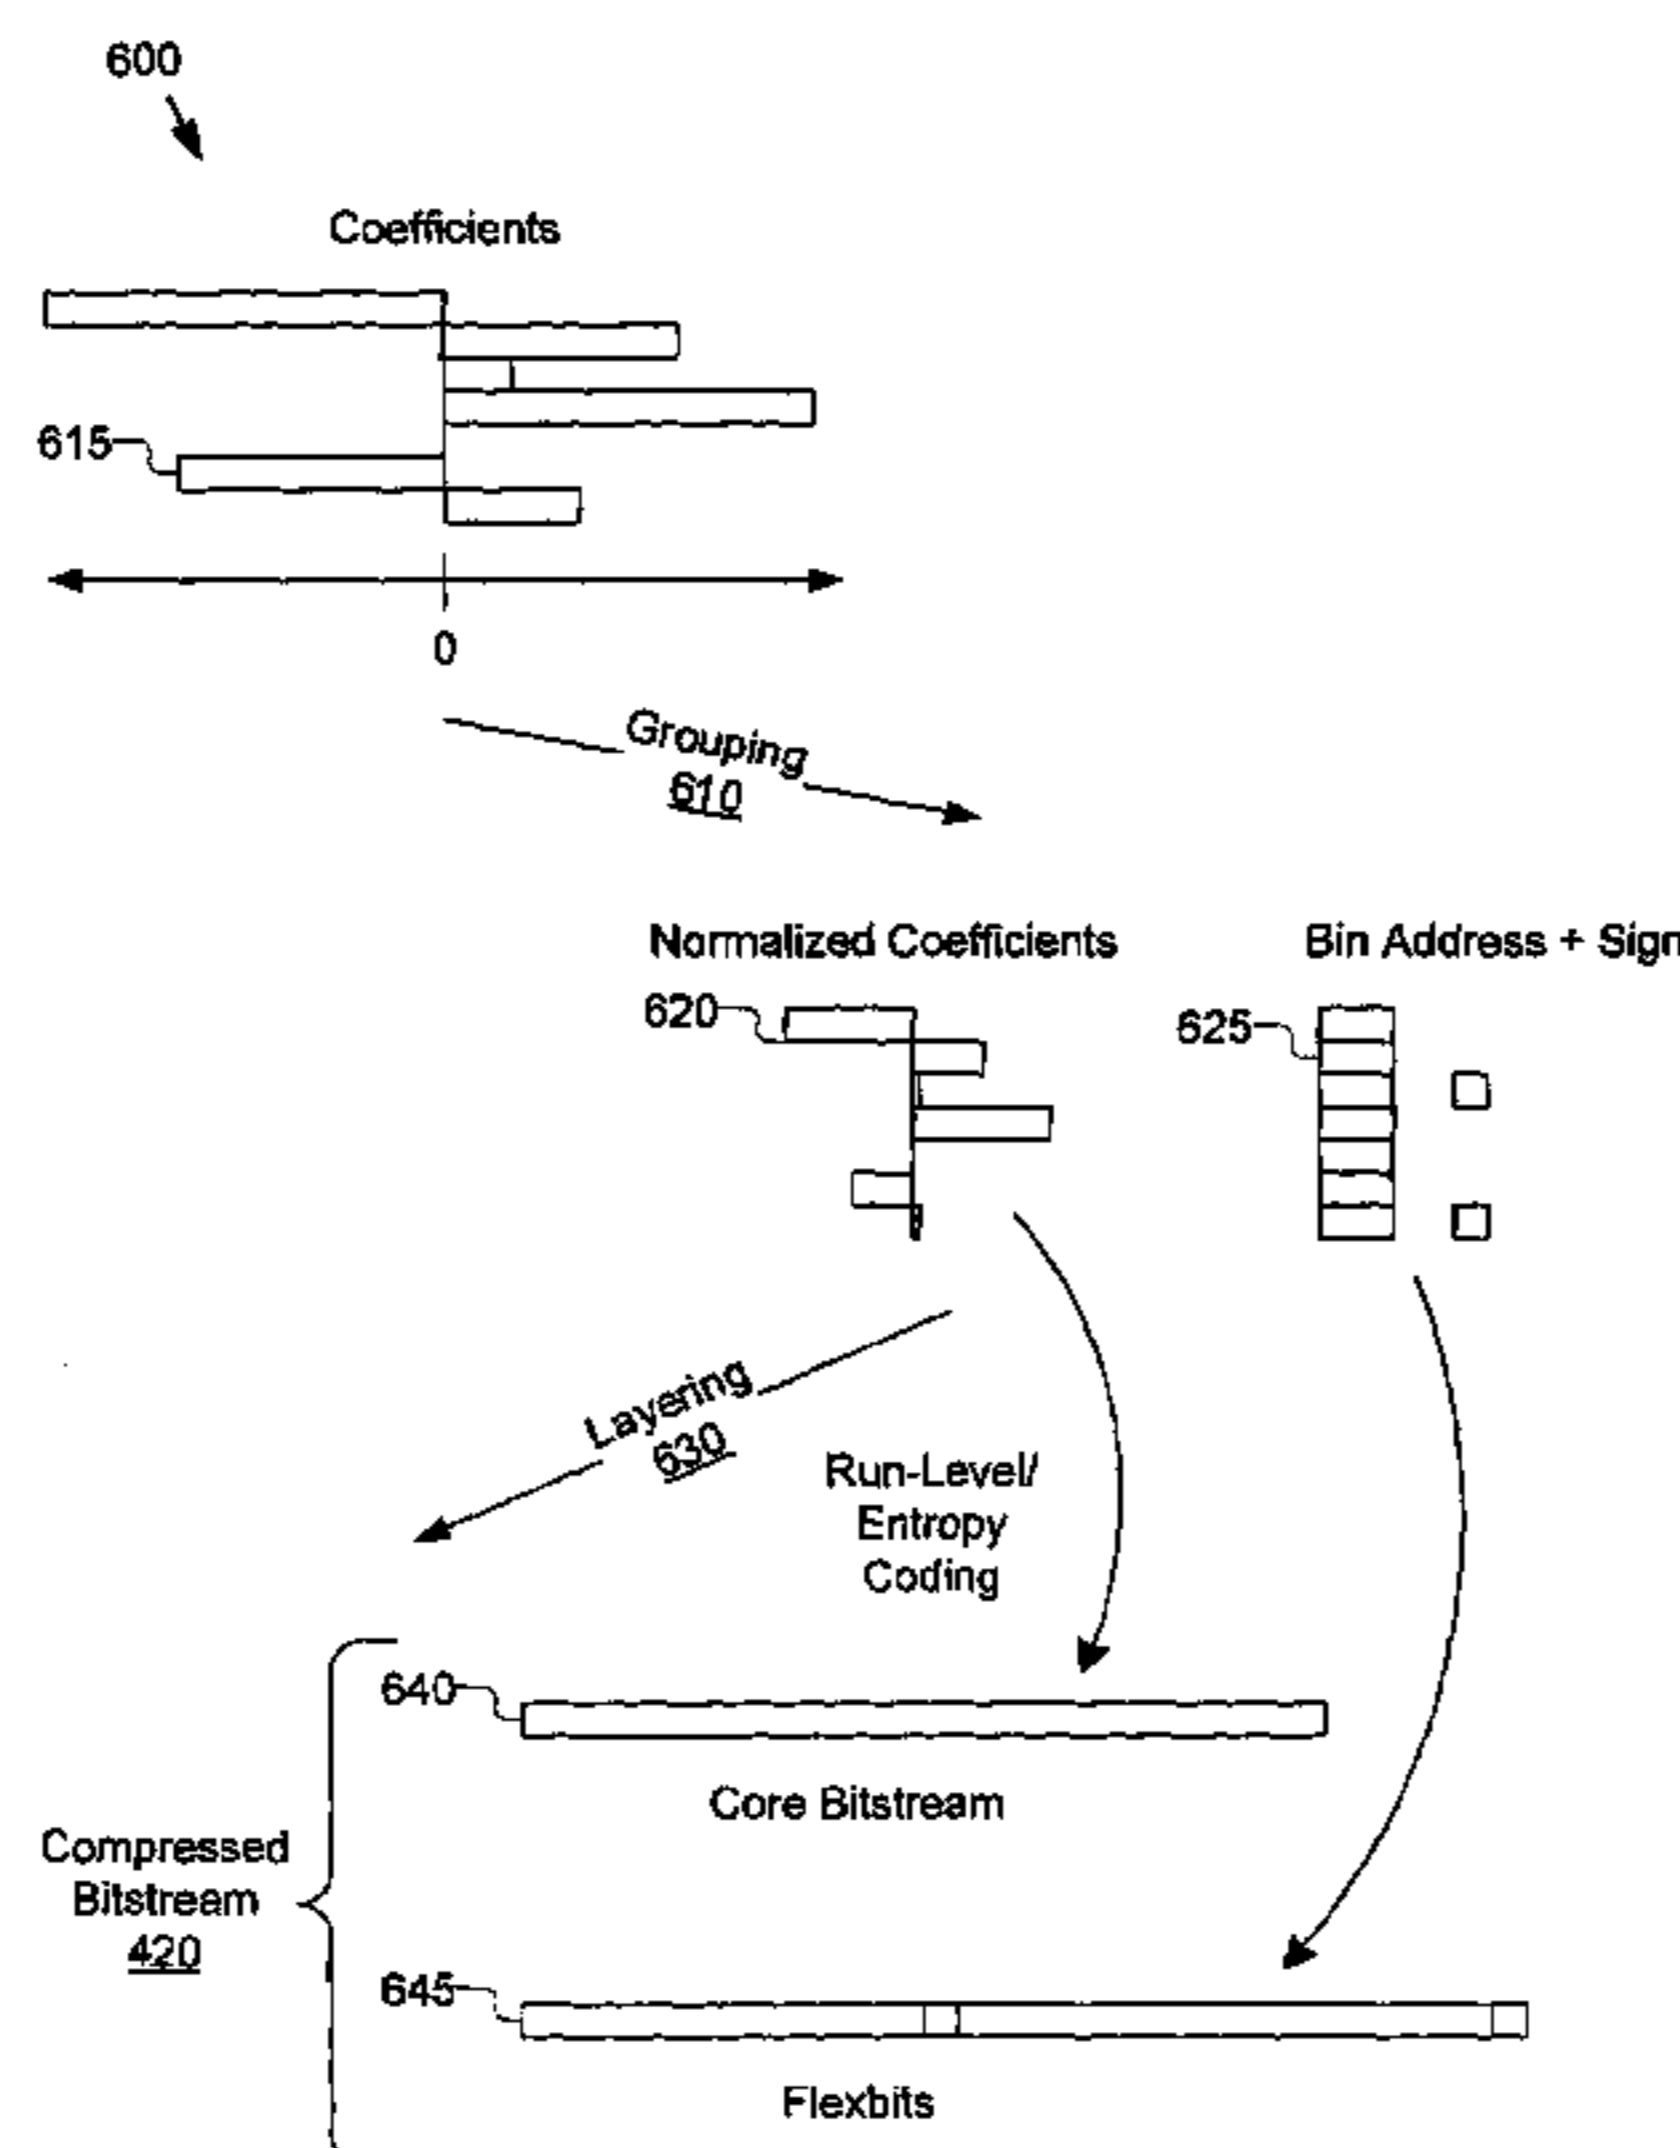 600
Coefficients
615
0
Grouping
610
Normalized Coefficients
Bin Address + Sign
620
625
Layering
630
Run-Level/
Entropy
Coding
640
Core Bitstream
Compressed
Bitstream
420
645
Flexbits